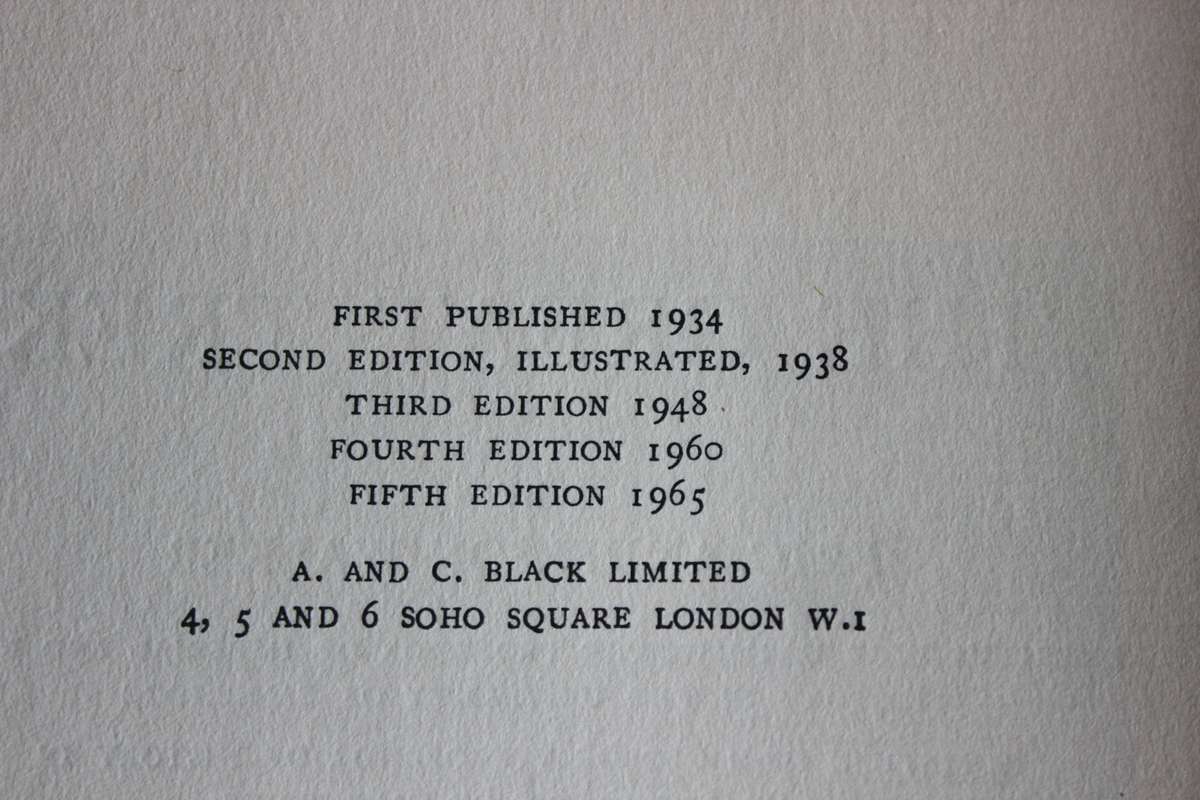 FIRST PUBLISHED 1934
SECOND EDITION, ILLUSTRATED, 1938
THIRD EDITION 1948
FOURTH EDITION 1960
FIFTH EDITION 1965
A. AND C. BLACK LIMITED
4, 5 AND 6 SOHO SQUARE LONDON W.1